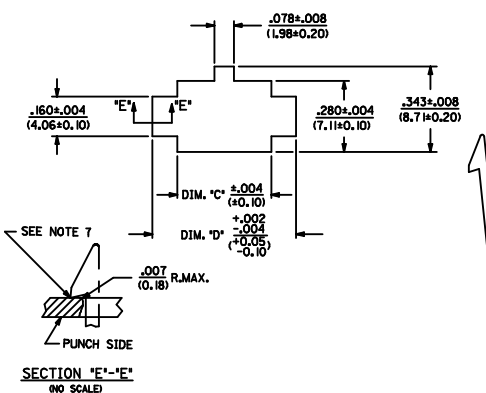 .078±.008
(1.98±0.20)
.160±.004
(4.06±0.10)
"E"
"E"
.280±.004
(7.11±0.10)
.343±.008
(8.71±0.20)
DIM. "C" ±.004
(±0.10)
DIM. "D" +.002
-.004
(+0.05
-0.10)
SEE NOTE 7
.007 R.MAX.
(0.18)
PUNCH SIDE
SECTION "E"-"E"
(NO SCALE)